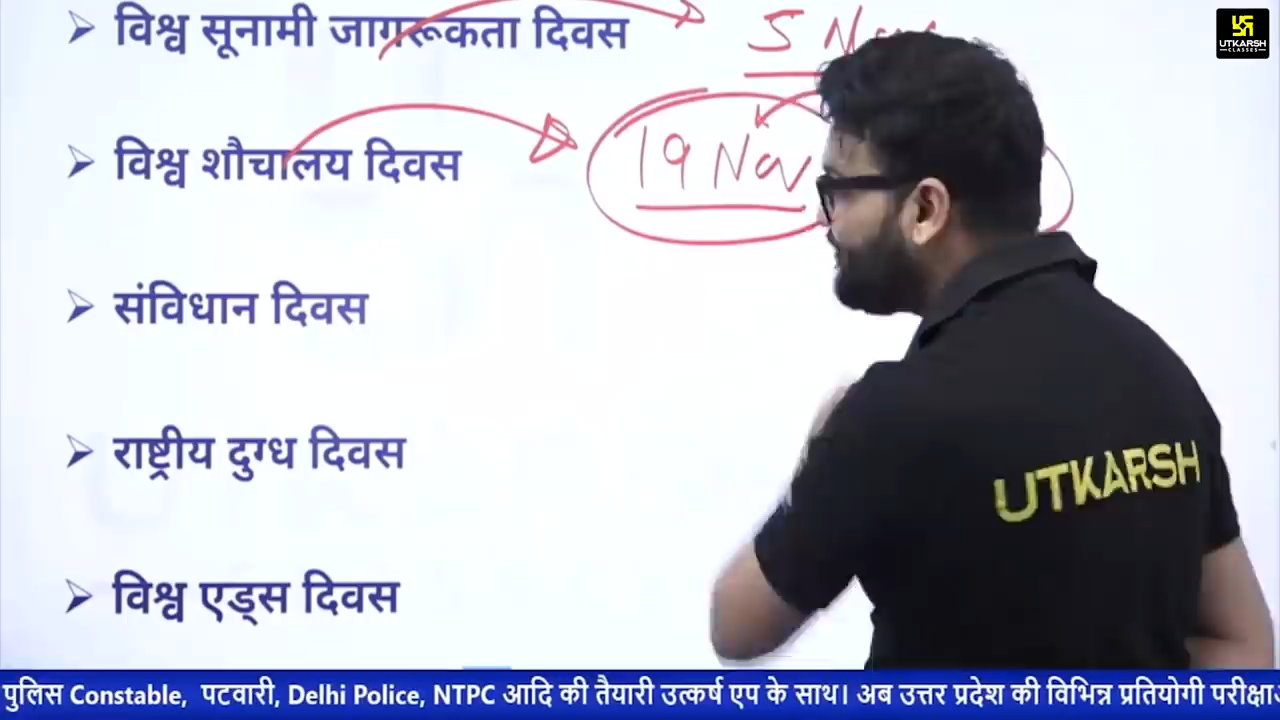 विश्व सूनामी जागरूकता दिवस
5 Nov
UTKARSH
CLASSES
विश्व शौचालय दिवस
19 Nov
संविधान दिवस
राष्ट्रीय दुग्ध दिवस
UTKARSH
विश्व एड्स दिवस
पुलिस Constable, पटवारी, Delhi Police, NTPC आदि की तैयारी उत्कर्ष एप के साथ। अब उत्तर प्रदेश की विभिन्न प्रतियोगी